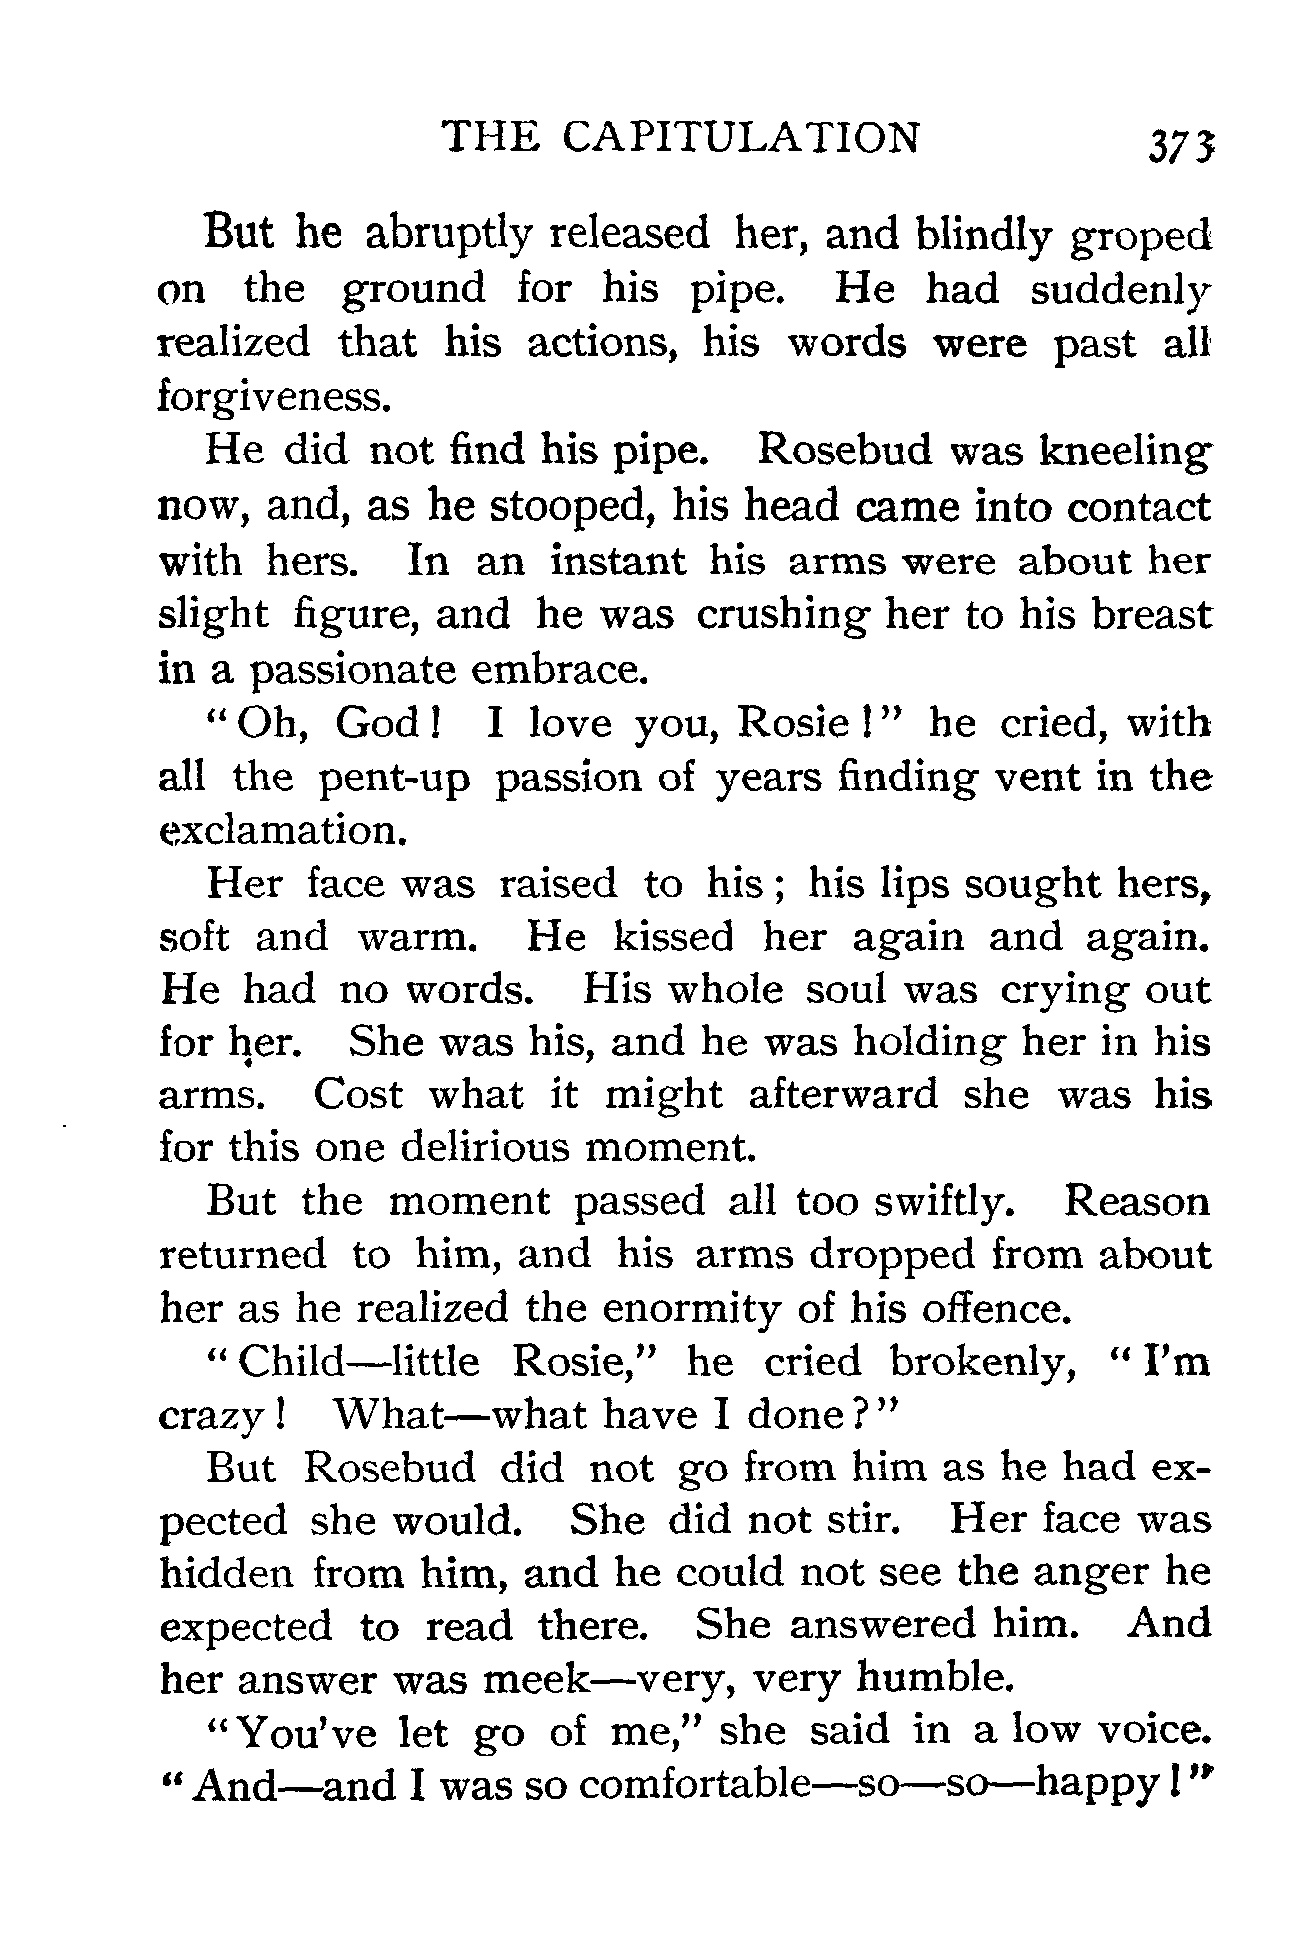 THE CAPITULATION 373
But he abruptly released her, and blindly groped
on the ground for his pipe. He had suddenly
realized that his actions, his words were past all
forgiveness.
He did not find his pipe. Rosebud was kneeling
now, and, as he stooped, his head came into contact
with hers. In an instant his arms were about her
slight figure, and he was crushing her to his breast
in a passionate embrace.
"Oh, God! I love you, Rosie!" he cried, with
all the pent-up passion of years finding vent in the
exclamation.
Her face was raised to his; his lips sought hers,
soft and warm. He kissed her again and again.
He had no words. His whole soul was crying out
for her. She was his, and he was holding her in his
arms. Cost what it might afterward she was his
for this one delirious moment.
But the moment passed all too swiftly. Reason
returned to him, and his arms dropped from about
her as he realized the enormity of his offence.
"Child—little Rosie," he cried brokenly, "I'm
crazy! What—what have I done?"
But Rosebud did not go from him as he had ex-
pected she would. She did not stir. Her face was
hidden from him, and he could not see the anger he
expected to read there. She answered him. And
her answer was meek—very, very humble.
"You've let go of me," she said in a low voice.
"And—and I was so comfortable—so—so—happy!"